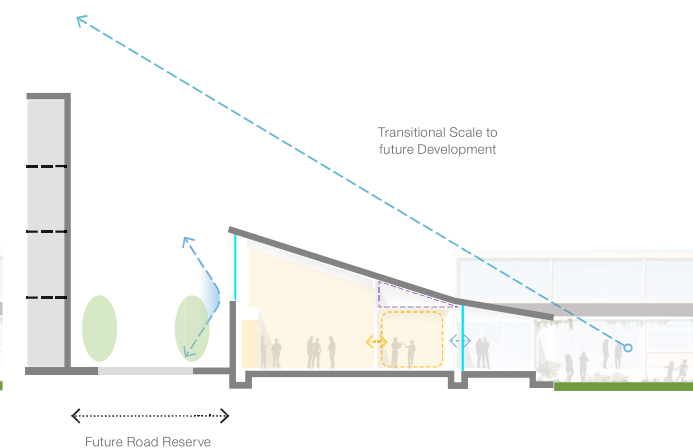 Transitional Scale to
future Development
Future Road Reserve